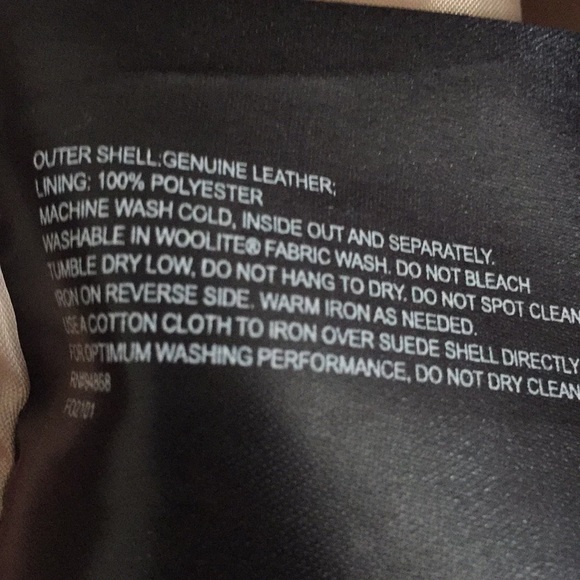 OUTER SHELL:GENUINE LEATHER;
LINING: 100% POLYESTER
MACHINE WASH COLD, INSIDE OUT AND SEPARATELY.
WASHABLE IN WOOLITE® FABRIC WASH. DO NOT BLEACH
TUMBLE DRY LOW, DO NOT HANG TO DRY. DO NOT SPOT CLEAN
IRON ON REVERSE SIDE. WARM IRON AS NEEDED.
USE A COTTON CLOTH TO IRON OVER SUEDE SHELL DIRECTLY
FOR OPTIMUM WASHING PERFORMANCE, DO NOT DRY CLEAN
RN#94868